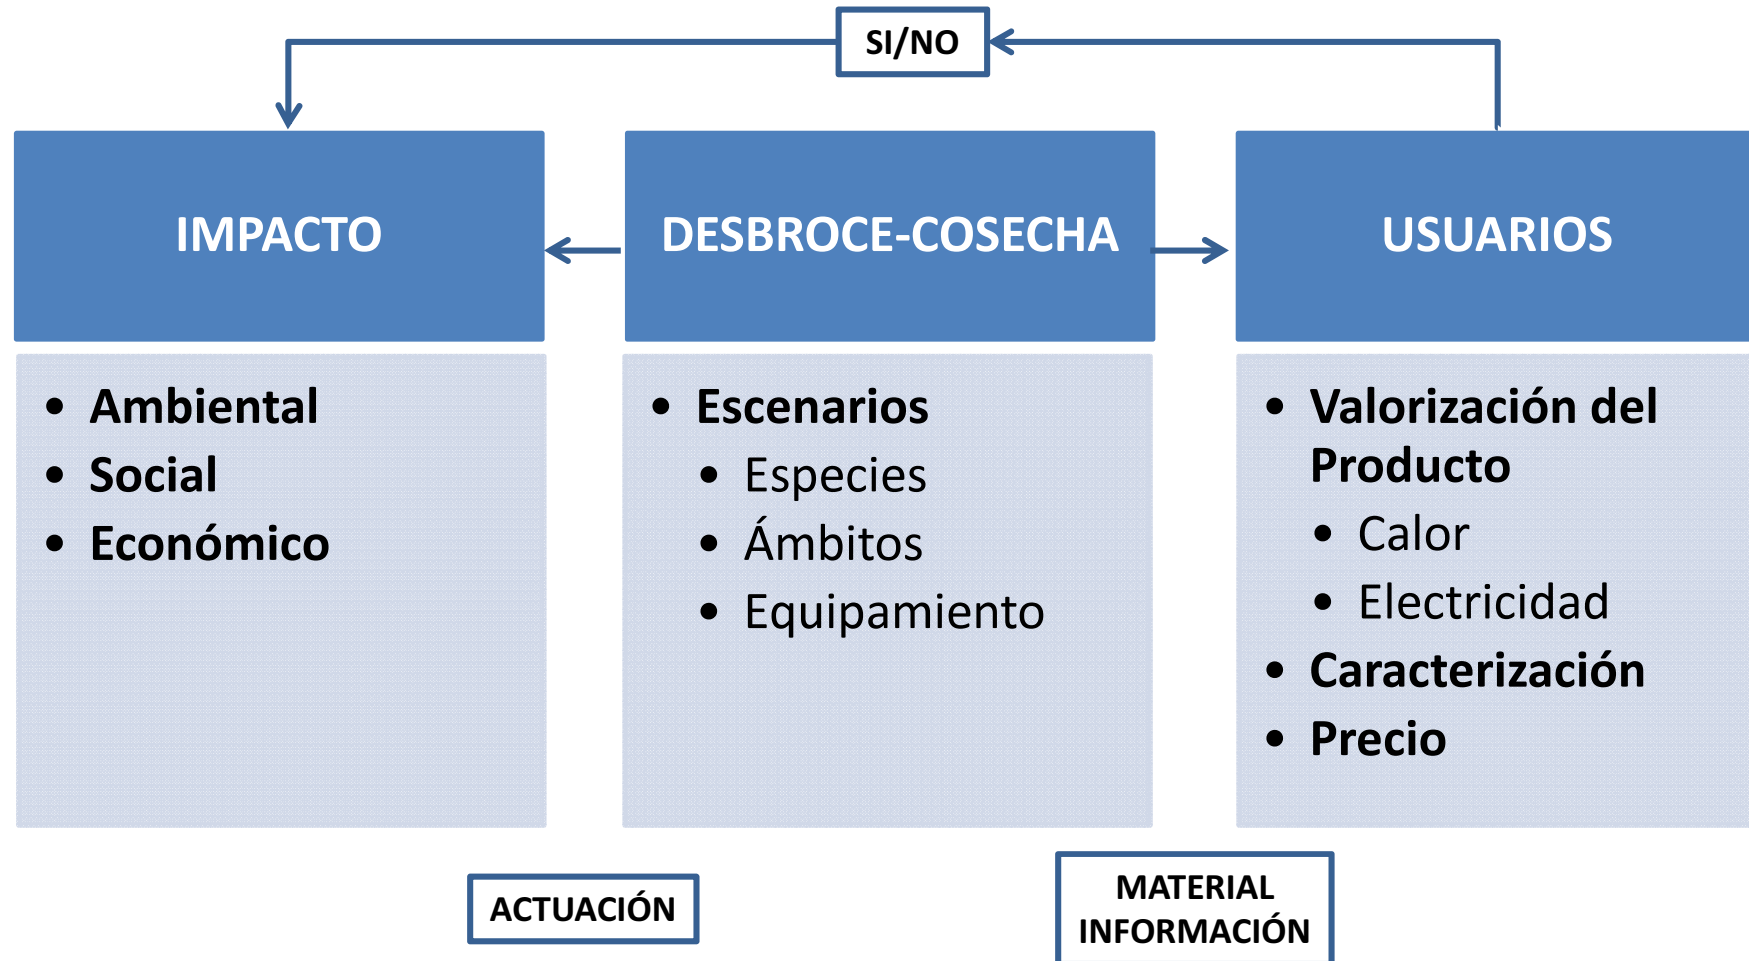 SI/NO
IMPACTO
DESBROCE-COSECHA
USUARIOS
• Ambiental
• Social
• Económico
• Escenarios
• Especies
• Ámbitos
• Equipamiento
• Valorización del
Producto
• Calor
• Electricidad
• Caracterización
• Precio
ACTUACIÓN
MATERIAL
INFORMACIÓN